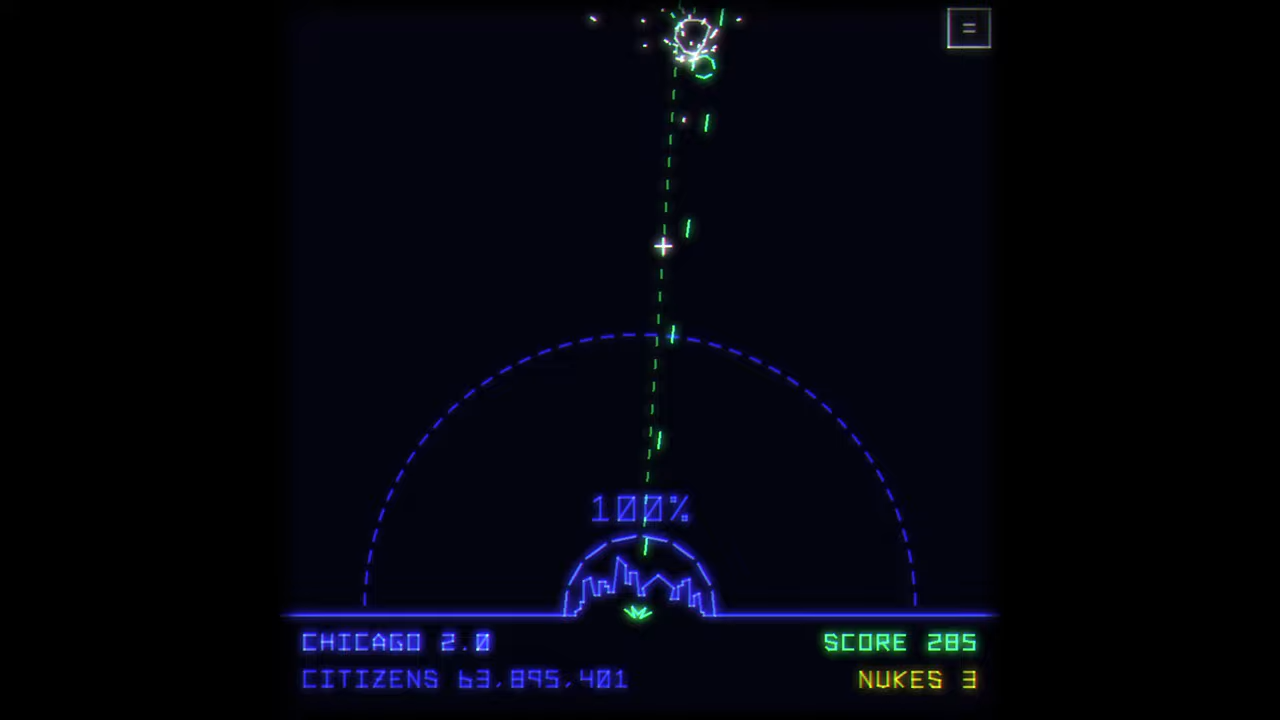 =
100%
CHICAGO 2.0
SCORE 285
CITIZENS 63,895,401
NUKES 3